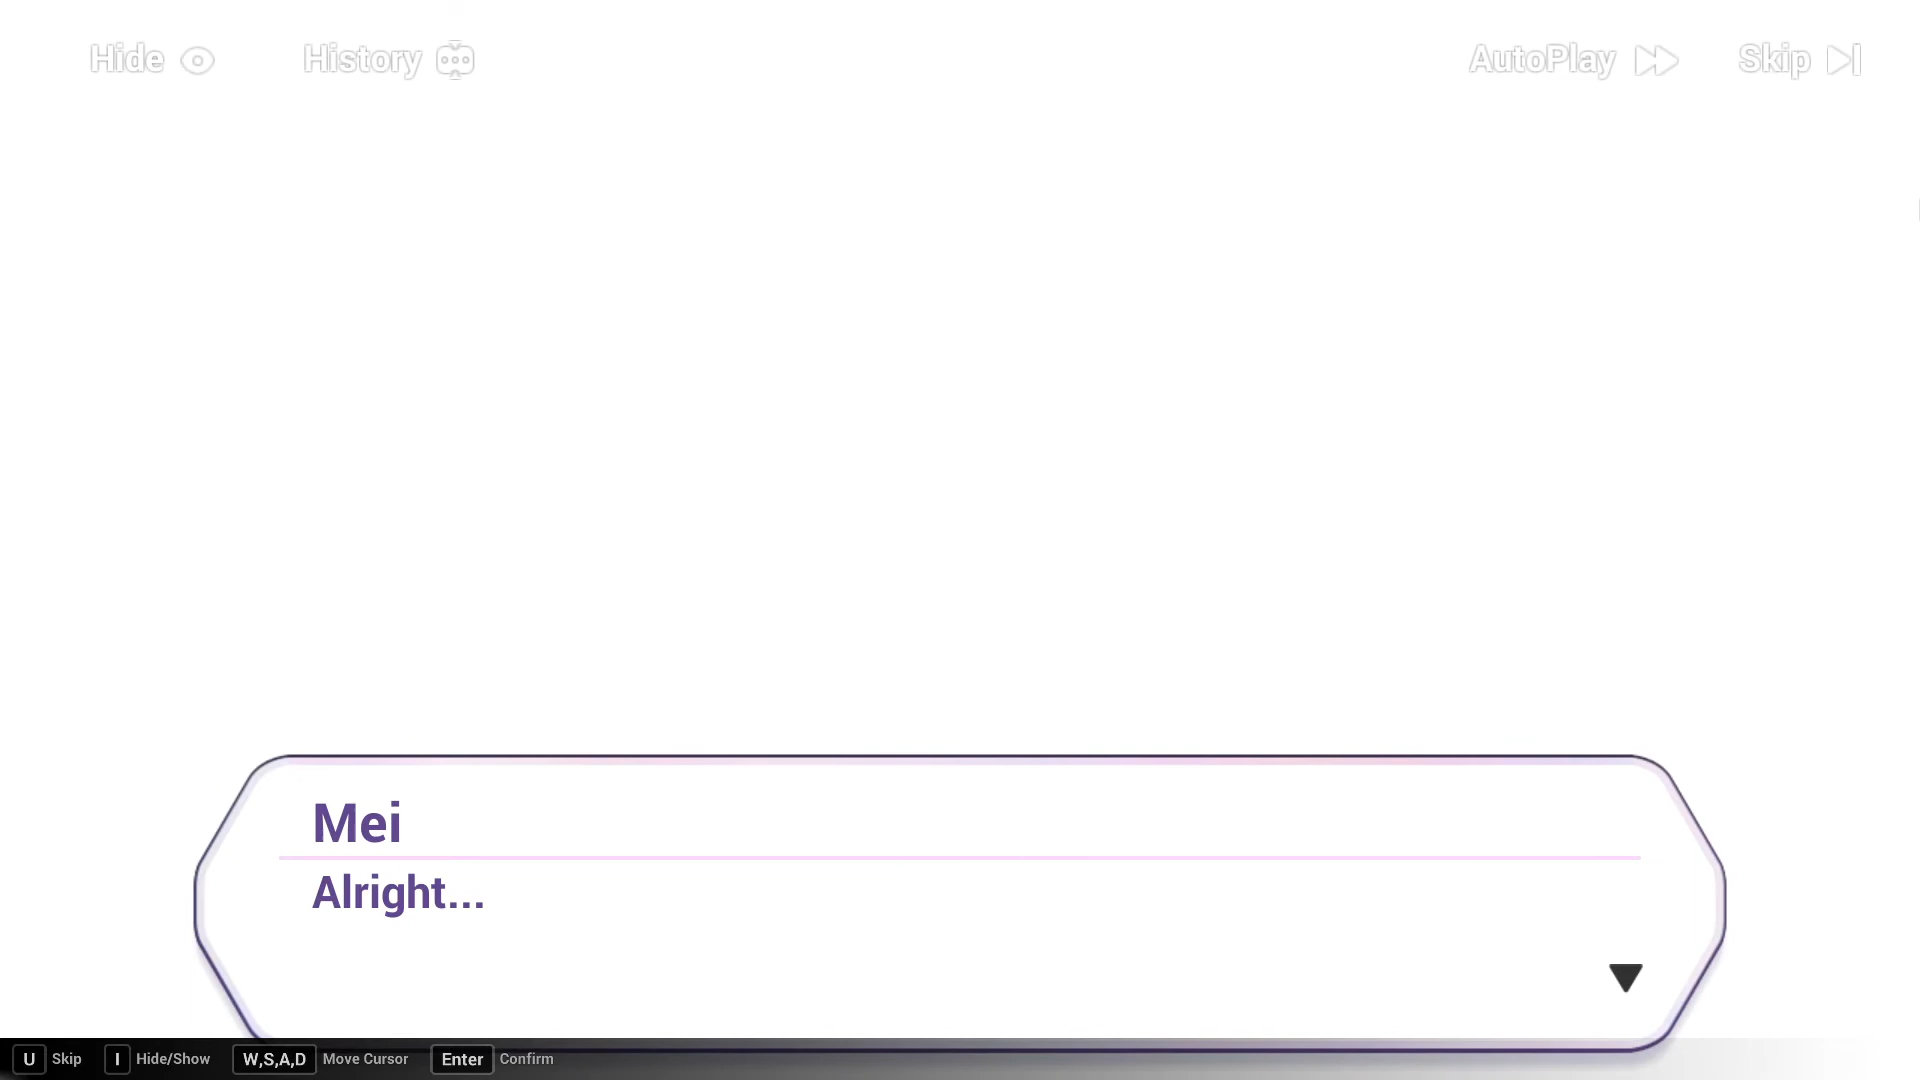 Hide
History
AutoPlay
Skip
Mei
Alright...
U Skip I Hide/Show W,S,A,D Move Cursor Enter Confirm